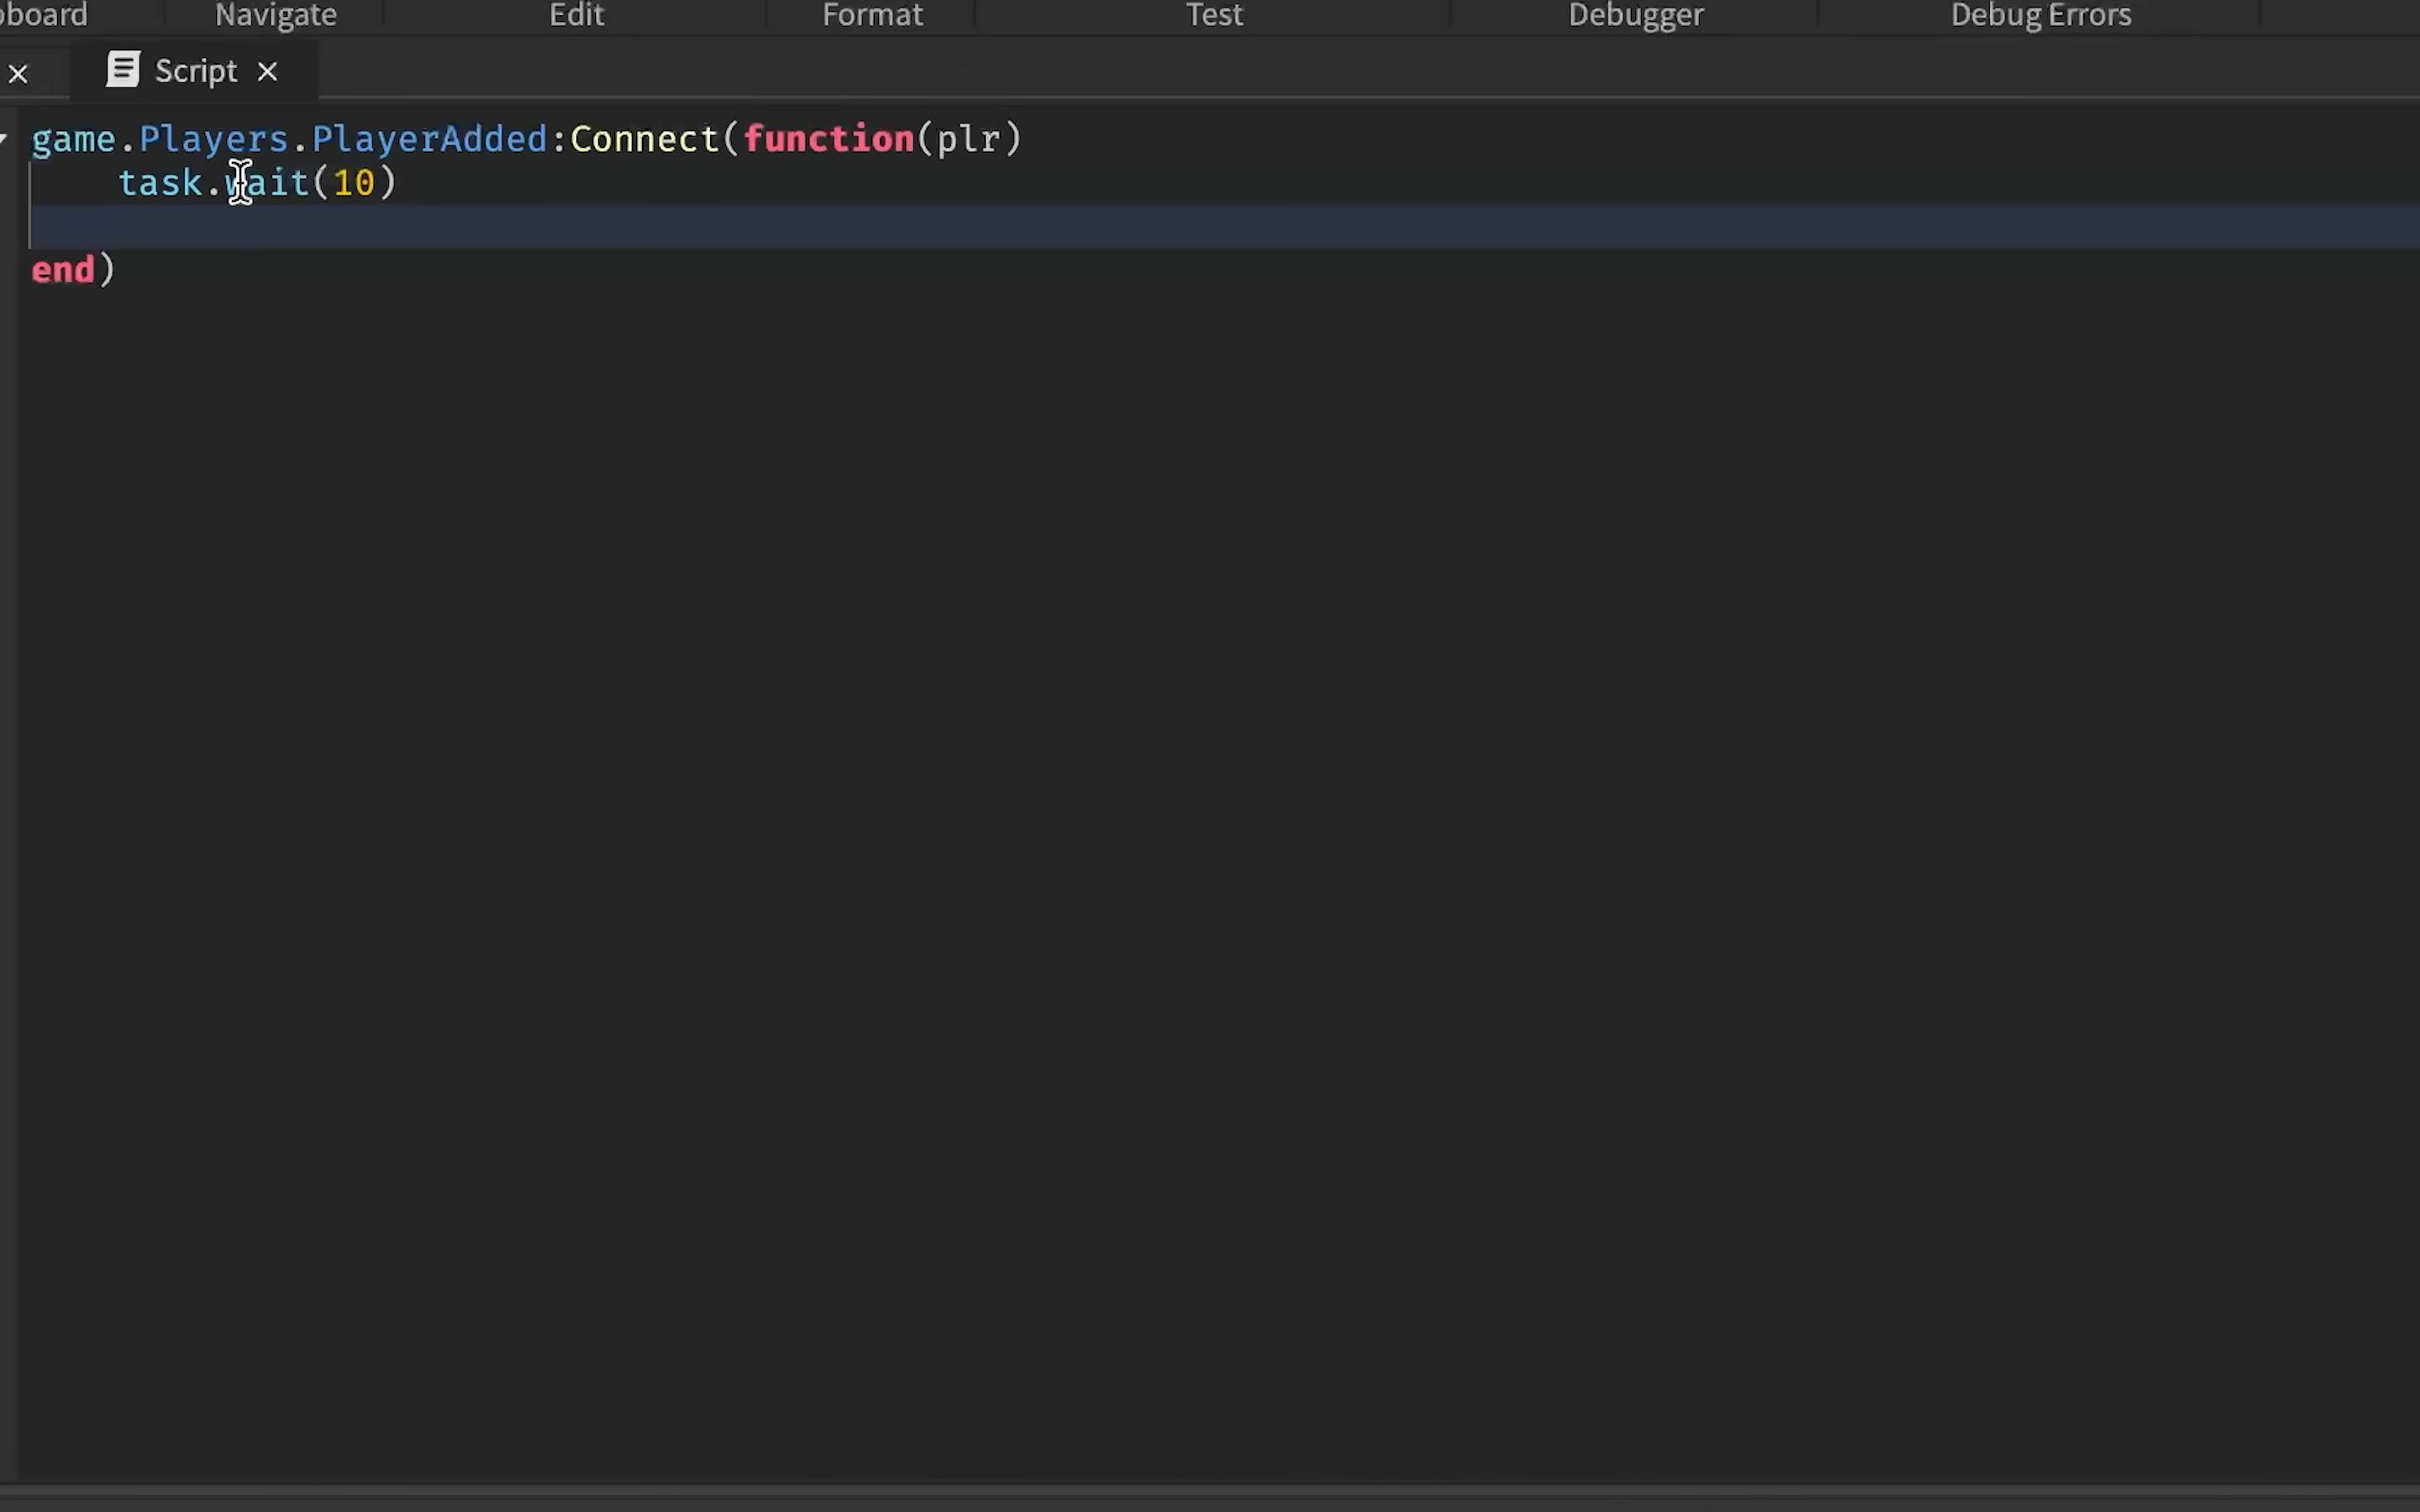 board Navigate Edit Format Test Debugger Debug Errors
Script
game.Players.PlayerAdded:Connect(function(plr)
    task.wait(10)
end)